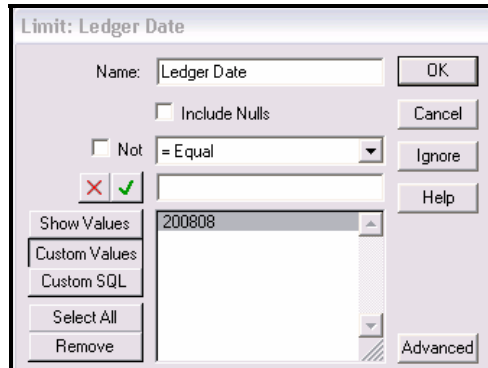 Limit: Ledger Date
Name: Ledger Date OK
Include Nulls Cancel
Not = Equal Ignore
Help
Show Values 200808
Custom Values
Custom SQL
Select All
Remove Advanced